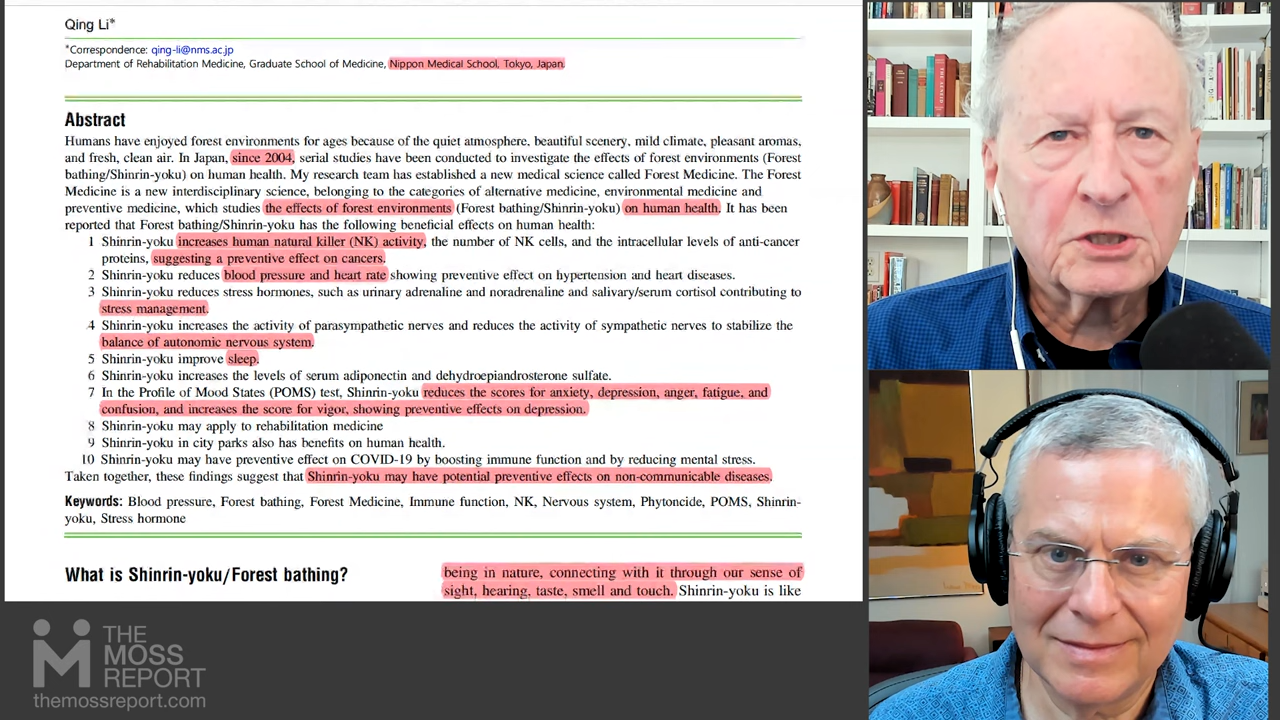 Qing Li*
*Correspondence: qing-li@nms.ac.jp
Department of Rehabilitation Medicine, Graduate School of Medicine, Nippon Medical School, Tokyo, Japan.
Abstract
Humans have enjoyed forest environments for ages because of the quiet atmosphere, beautiful scenery, mild climate, pleasant aromas,
and fresh, clean air. In Japan, since 2004, serial studies have been conducted to investigate the effects of forest environments (Forest
bathing/Shinrin-yoku) on human health. My research team has established a new medical science called Forest Medicine. The Forest
Medicine is a new interdisciplinary science, belonging to the categories of alternative medicine, environmental medicine and
preventive medicine, which studies the effects of forest environments (Forest bathing/Shinrin-yoku) on human health. It has been
reported that Forest bathing/Shinrin-yoku has the following beneficial effects on human health:
1 Shinrin-yoku increases human natural killer (NK) activity, the number of NK cells, and the intracellular levels of anti-cancer
proteins, suggesting a preventive effect on cancers.
2 Shinrin-yoku reduces blood pressure and heart rate showing preventive effect on hypertension and heart diseases.
3 Shinrin-yoku reduces stress hormones, such as urinary adrenaline and noradrenaline and salivary/serum cortisol contributing to
stress management.
4 Shinrin-yoku increases the activity of parasympathetic nerves and reduces the activity of sympathetic nerves to stabilize the
balance of autonomic nervous system.
5 Shinrin-yoku improve sleep.
6 Shinrin-yoku increases the levels of serum adiponectin and dehydroepiandrosterone sulfate.
7 In the Profile of Mood States (POMS) test, Shinrin-yoku reduces the scores for anxiety, depression, anger, fatigue, and
confusion, and increases the score for vigor, showing preventive effects on depression.
8 Shinrin-yoku may apply to rehabilitation medicine
9 Shinrin-yoku in city parks also has benefits on human health.
10 Shinrin-yoku may have preventive effect on COVID-19 by boosting immune function and by reducing mental stress.
Taken together, these findings suggest that Shinrin-yoku may have potential preventive effects on non-communicable diseases.
Keywords: Blood pressure, Forest bathing, Forest Medicine, Immune function, NK, Nervous system, Phytoncide, POMS, Shinrin-
yoku, Stress hormone
What is Shinrin-yoku/Forest bathing?
being in nature, connecting with it through our sense of
sight, hearing, taste, smell and touch. Shinrin-yoku is like
THE
MOSS
REPORT
themossreport.com